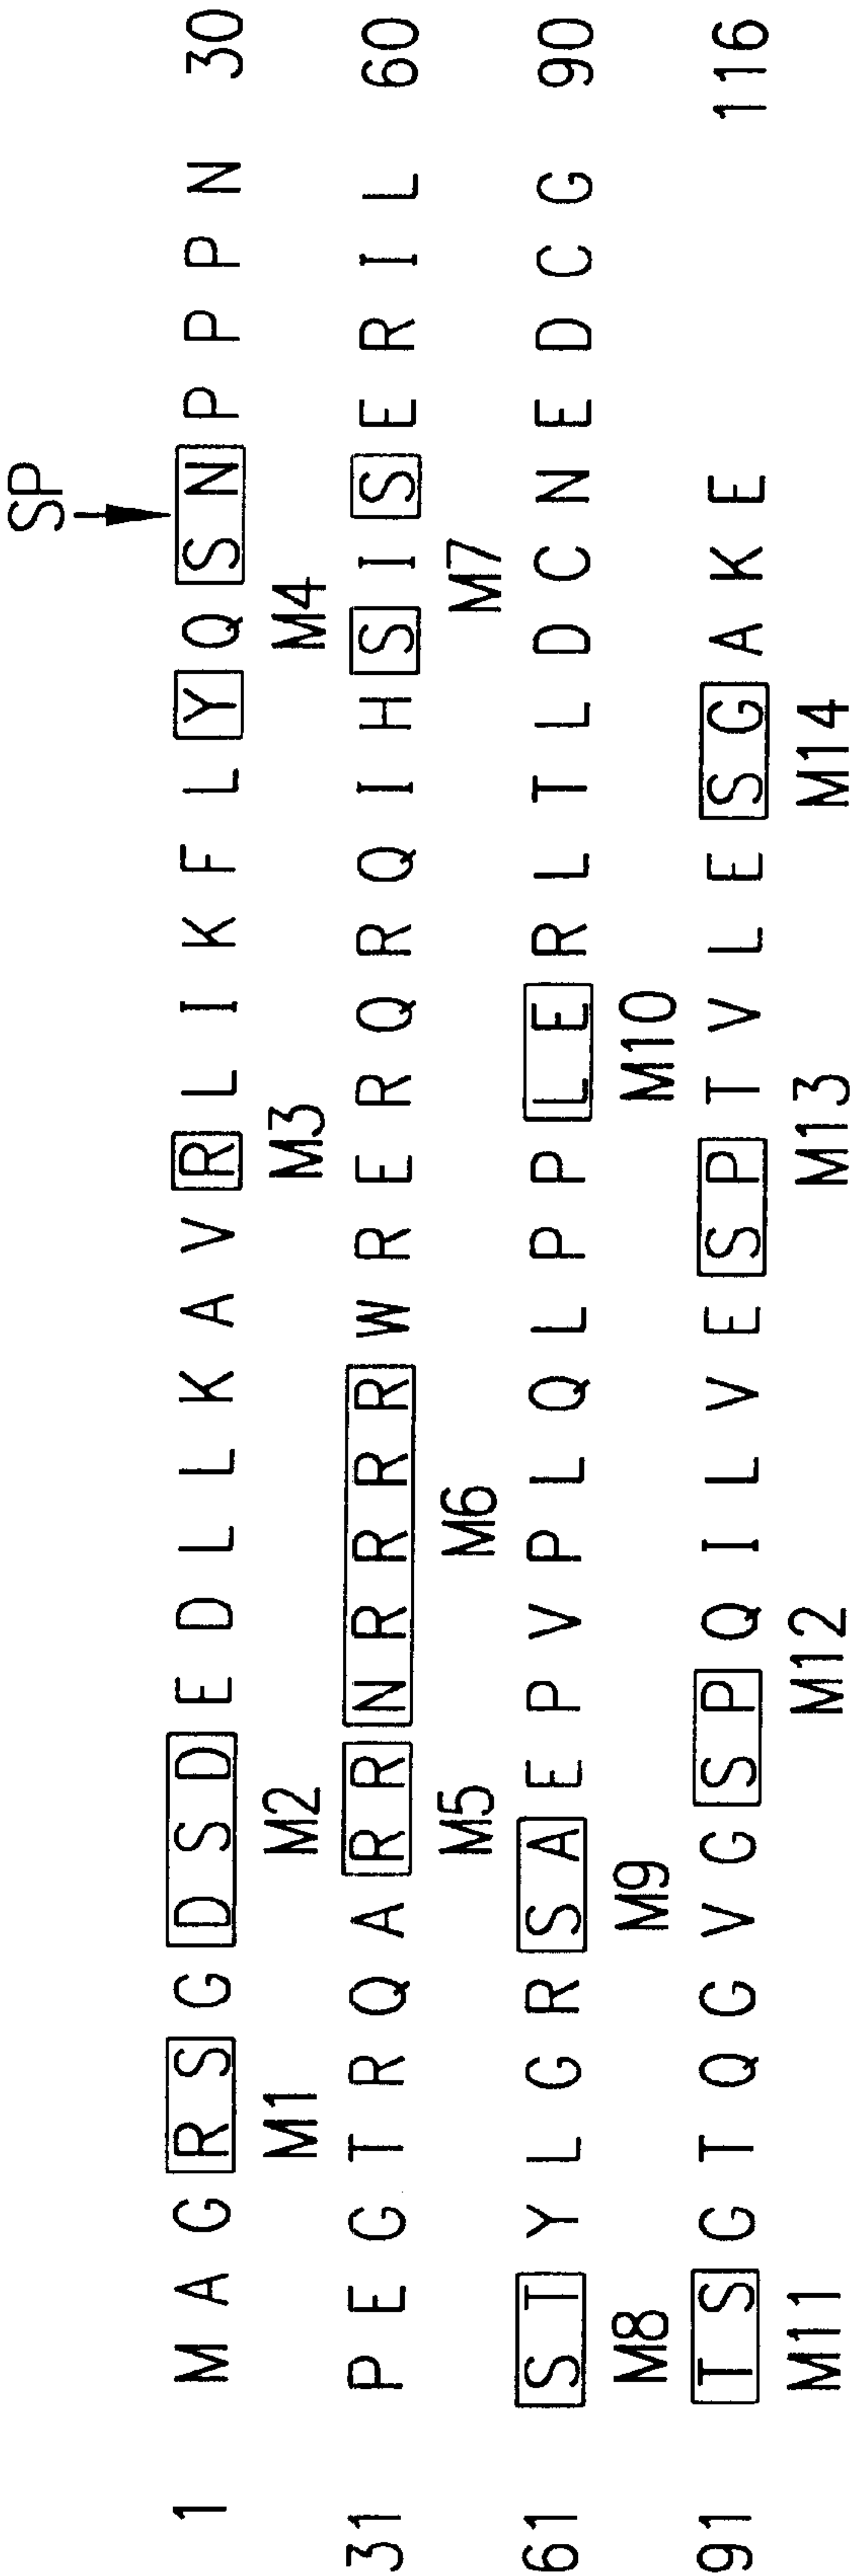 SP
1 M A G R S G D S D E D L L K A V R L I K F L Y Q S N P P P N 30
M1 M2 M3 M4
31 P E G T R Q A R R N R R R R W R E R Q R Q I H S I S E R I L 60
M5 M6 M7
61 S T Y L G R S A E P V P L Q L P P L E R L T L D C N E D C G 90
M8 M9 M10
91 T S G T Q G V G S P Q I L V E S P T V L E S G A K E 116
M11 M12 M13 M14